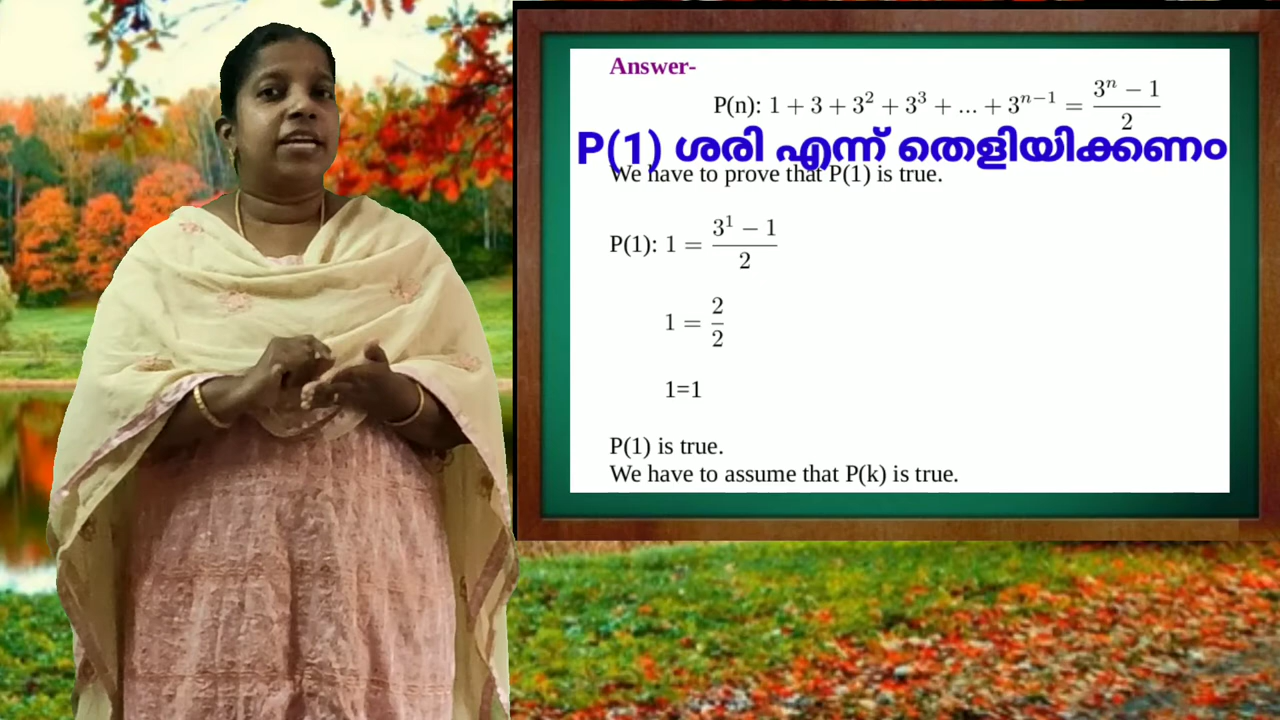 Answer-
P(n): 1 + 3 + 3² + 3³ + ... + 3ⁿ⁻¹ = (3ⁿ − 1)/2
P(1) ശരി എന്ന് തെളിയിക്കണം
We have to prove that P(1) is true.
P(1): 1 = (3¹ − 1)/2
1 = 2/2
1=1
P(1) is true.
We have to assume that P(k) is true.